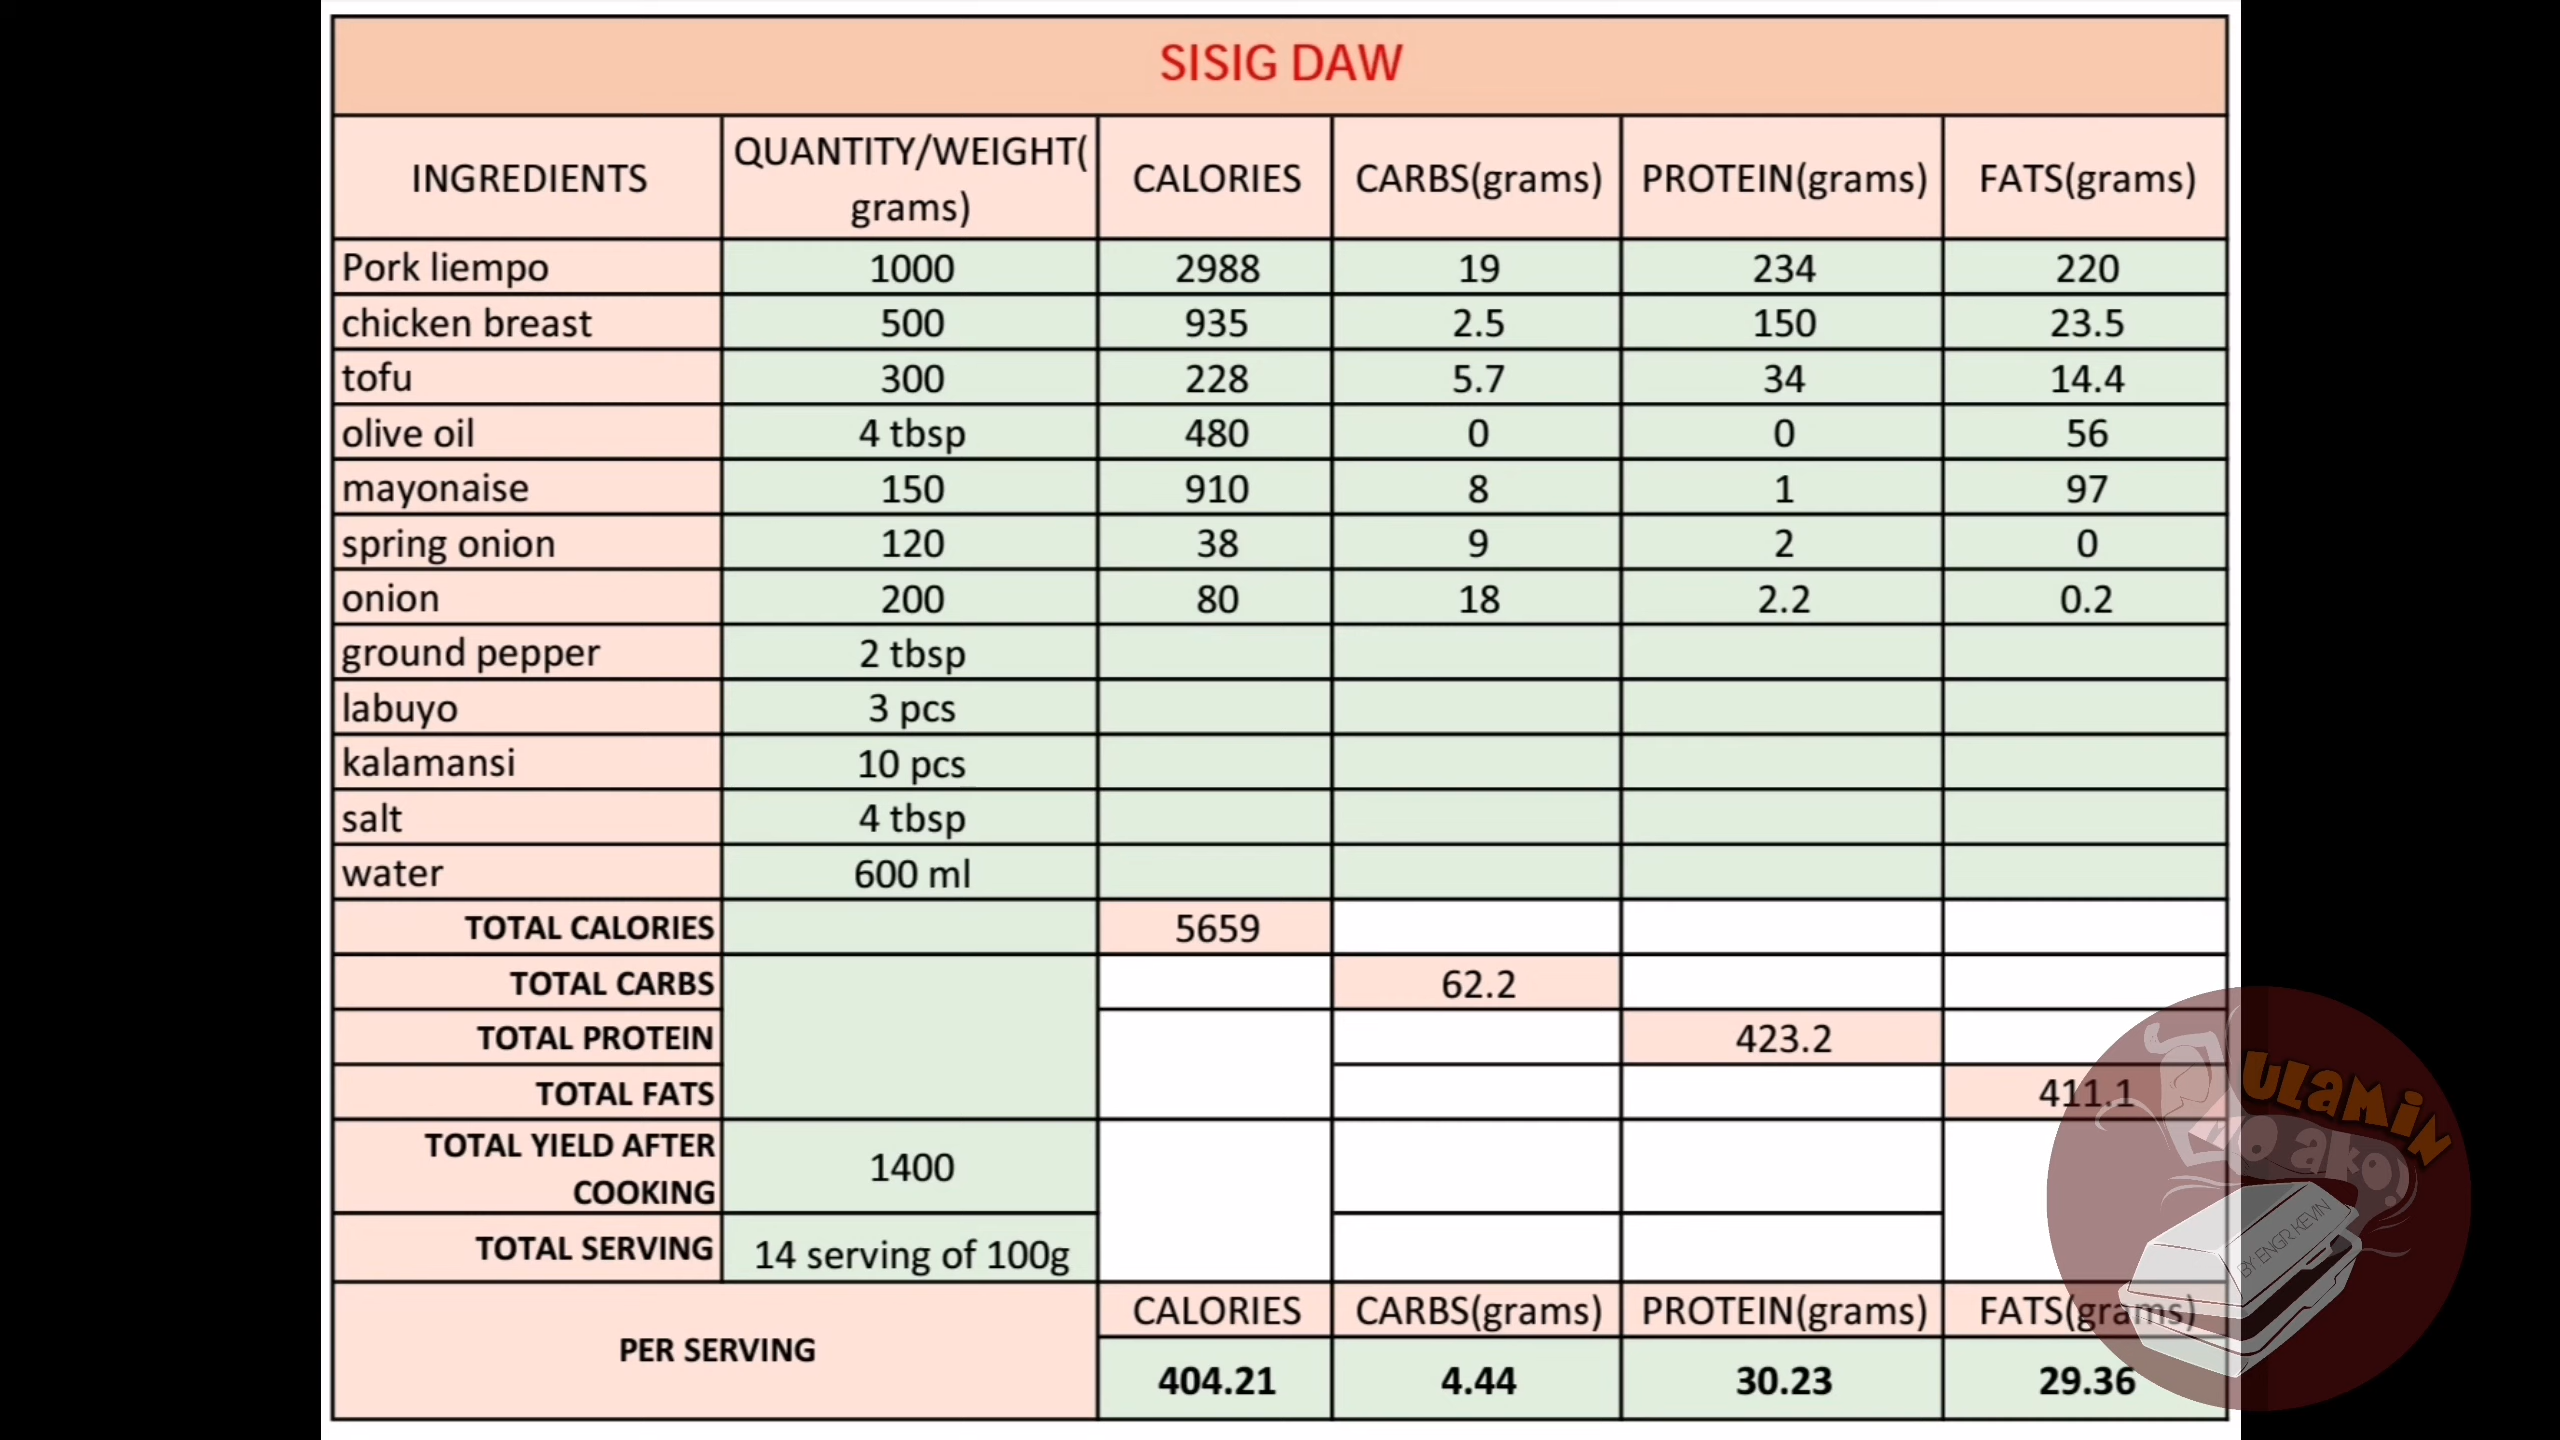 SISIG DAW
INGREDIENTS QUANTITY/WEIGHT(grams) CALORIES CARBS(grams) PROTEIN(grams) FATS(grams)
Pork liempo 1000 2988 19 234 220
chicken breast 500 935 2.5 150 23.5
tofu 300 228 5.7 34 14.4
olive oil 4 tbsp 480 0 0 56
mayonaise 150 910 8 1 97
spring onion 120 38 9 2 0
onion 200 80 18 2.2 0.2
ground pepper 2 tbsp
labuyo 3 pcs
kalamansi 10 pcs
salt 4 tbsp
water 600 ml
TOTAL CALORIES 5659
TOTAL CARBS 62.2
TOTAL PROTEIN 423.2
TOTAL FATS 411.1
TOTAL YIELD AFTER COOKING 1400
TOTAL SERVING 14 serving of 100g
PER SERVING
CALORIES CARBS(grams) PROTEIN(grams) FATS(grams)
404.21 4.44 30.23 29.36
ULaMiN
Mo ako
BY ENGR KEVIN